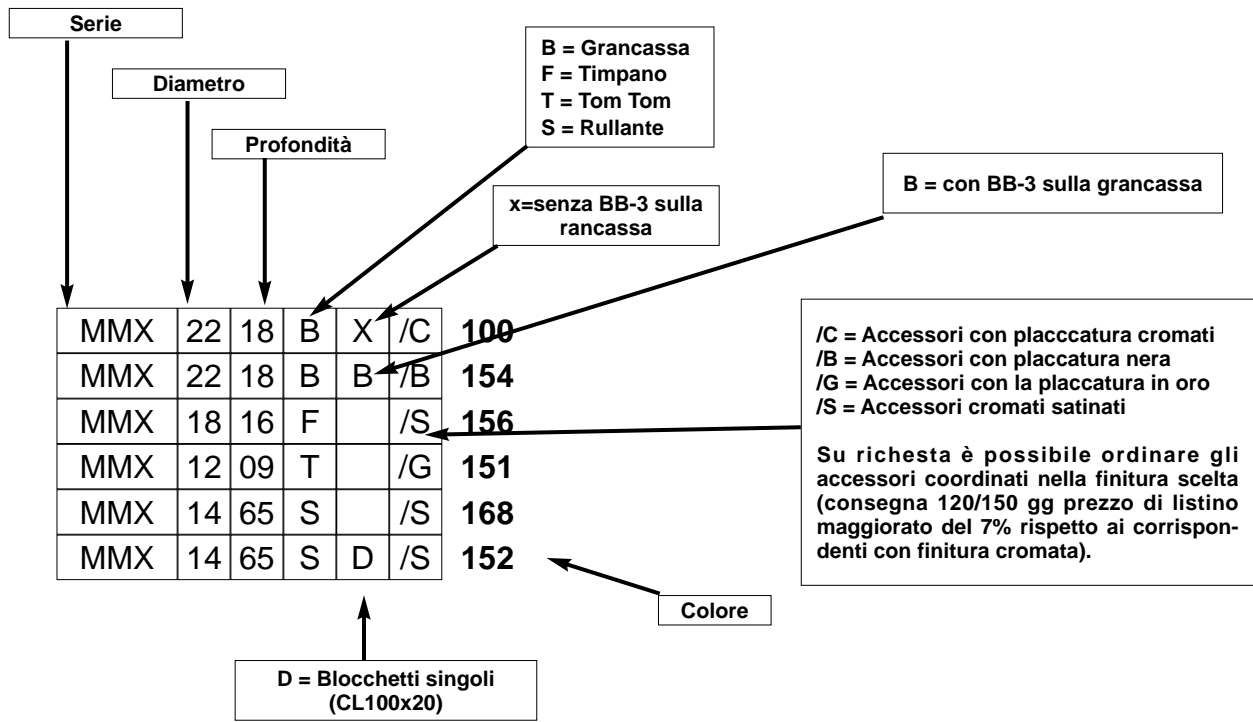 Serie
Diametro
Profondità
B = Grancassa
F = Timpano
T = Tom Tom
S = Rullante
x=senza BB-3 sulla
rancassa
B = con BB-3 sulla grancassa
MMX 22 18 B X /C 100
MMX 22 18 B B /B 154
MMX 18 16 F /S 156
MMX 12 09 T /G 151
MMX 14 65 S /S 168
MMX 14 65 S D /S 152
/C = Accessori con placccatura cromati
/B = Accessori con placcatura nera
/G = Accessori con la placcatura in oro
/S = Accessori cromati satinati
Su richesta è possibile ordinare gli
accessori coordinati nella finitura scelta
(consegna 120/150 gg prezzo di listino
maggiorato del 7% rispetto ai corrispon-
denti con finitura cromata).
Colore
D = Blocchetti singoli
(CL100x20)